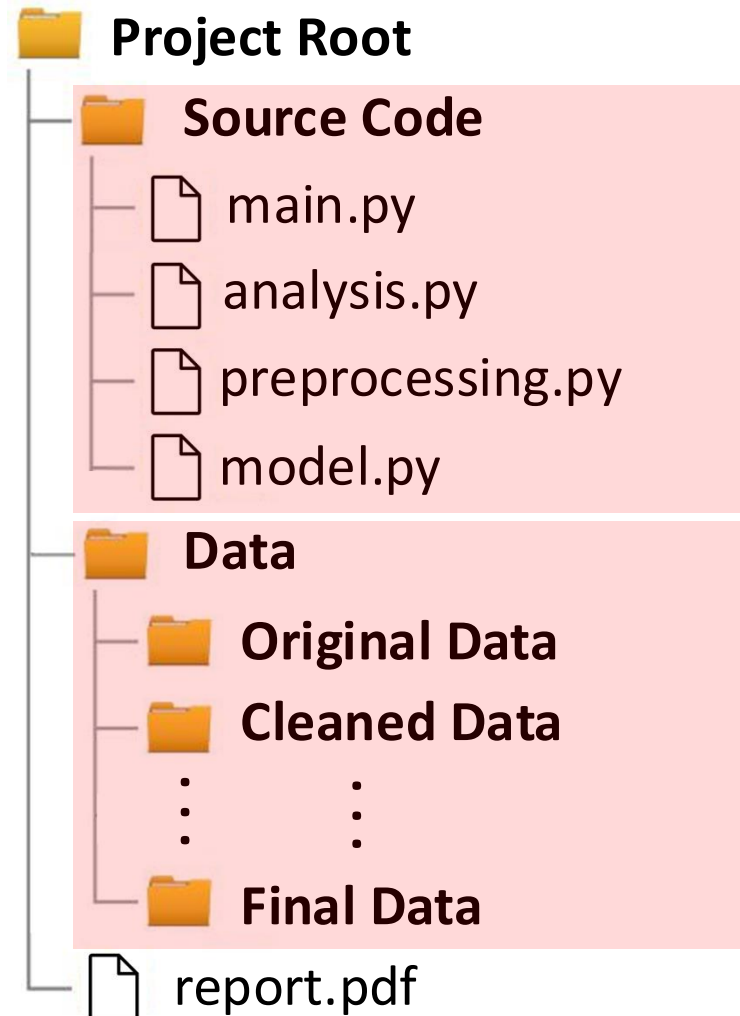 Project Root
Source Code
main.py
analysis.py
preprocessing.py
model.py
Data
Original Data
Cleaned Data
Final Data
report.pdf